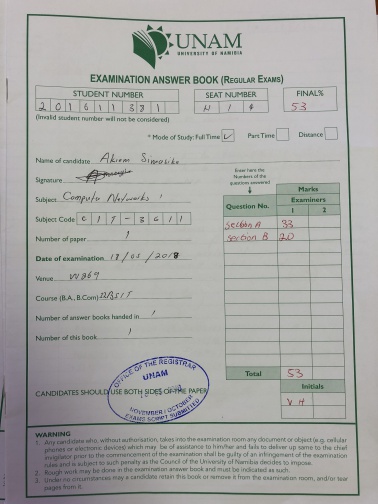 UNAM
UNIVERSITY OF NAMIBIA
EXAMINATION ANSWER BOOK (REGULAR EXAMS)
STUDENT NUMBER
SEAT NUMBER
FINAL%
2 0 1 6 1 1 3 8 1
53
(Invalid student number will not be considered)
* Mode of Study: Full Time ✓ Part Time Distance
Name of candidate Akiem
Signature
Enter here the
Numbers of the
questions answered
Subject Computer Networks
Marks
Question No.
Examiners
1 2
Subject Code C I T - 3 6 1 1
Section A 33
Section B 20
Number of paper 1
Date of examination
Venue
Course (B.A., B.Com)
Number of answer books handed in 1
Number of this book 1
OFFICE OF THE REGISTRAR
UNAM
NOVEMBER / OCTOBER
EXAMS SCRIPT SUBMITTED
Total 53
Initials
CANDIDATES SHOULD USE BOTH SIDES OF THE PAPER
V H
WARNING
1. Any candidate who, without authorisation, takes into the examination room any document or object (e.g. cellular
phones or electronic devices) which may be of assistance to him/her and fails to deliver up same to the chief
invigilator prior to the commencement of the examination shall be guilty of an infringement of the examination
rules and is subject to such penalty as the Council of the University of Namibia decides to impose.
2. Rough work may be done in the examination answer book and must be indicated as such.
3. Under no circumstances may a candidate retain this book or remove it from the examination room, and/or tear
pages from it.